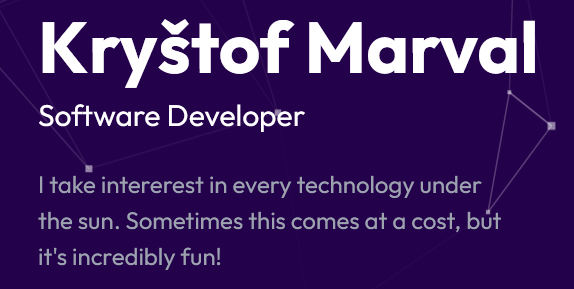 Kryštof Marval
Software Developer
I take intererest in every technology under
the sun. Sometimes this comes at a cost, but
it's incredibly fun!